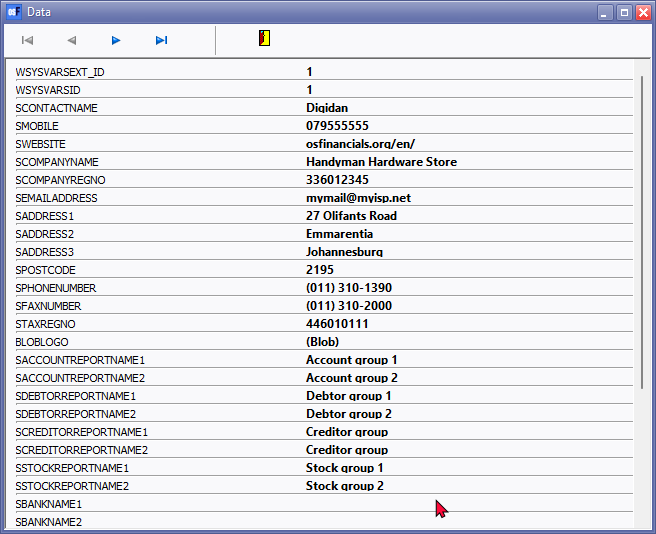 Data
WSYSVARSEXT_ID 1
WSYSVARSID 1
SCONTACTNAME Digidan
SMOBILE 079555555
SWEBSITE osfinancials.org/en/
SCOMPANYNAME Handyman Hardware Store
SCOMPANYREGNO 336012345
SEMAILADDRESS mymail@myisp.net
SADDRESS1 27 Olifants Road
SADDRESS2 Emmarentia
SADDRESS3 Johannesburg
SPOSTCODE 2195
SPHONENUMBER (011) 310-1390
SFAXNUMBER (011) 310-2000
STAXREGNO 446010111
BLOBLOGO (Blob)
SACCOUNTREPORTNAME1 Account group 1
SACCOUNTREPORTNAME2 Account group 2
SDEBTORREPORTNAME1 Debtor group 1
SDEBTORREPORTNAME2 Debtor group 2
SCREDITORREPORTNAME1 Creditor group
SCREDITORREPORTNAME2 Creditor group
SSTOCKREPORTNAME1 Stock group 1
SSTOCKREPORTNAME2 Stock group 2
SBANKNAME1
SBANKNAME2